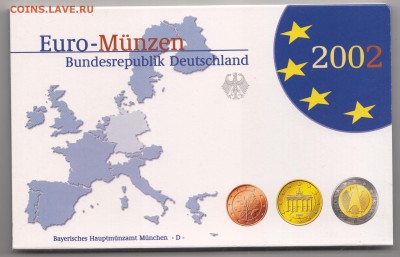 COINS.LAVE.RU
Euro-Münzen
Bundesrepublik Deutschland
2002
Bayerisches Hauptmünzamt München - D -